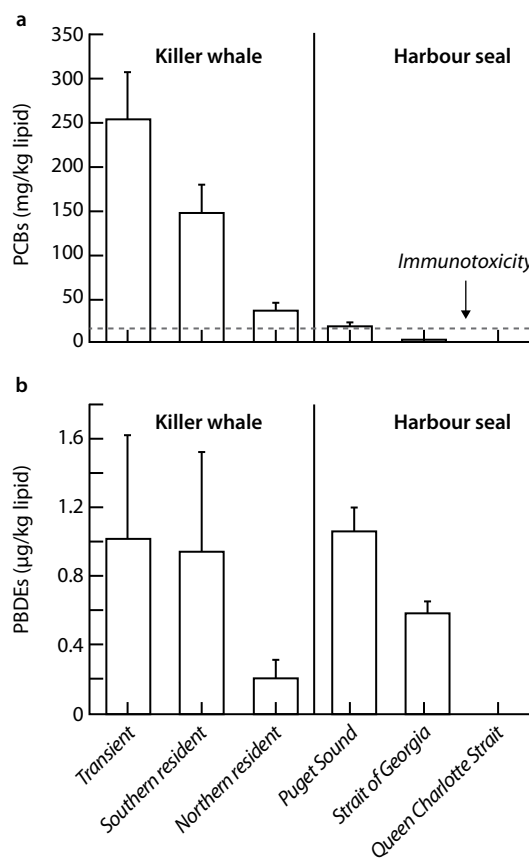 a
Killer whale
Harbour seal
PCBs (mg/kg lipid)
350
300
250
200
150
100
50
0
Immunotoxicity
b
Killer whale
Harbour seal
PBDEs (μg/kg lipid)
1.6
1.2
0.8
0.4
0
Transient
Southern resident
Northern resident
Puget Sound
Strait of Georgia
Queen Charlotte Strait